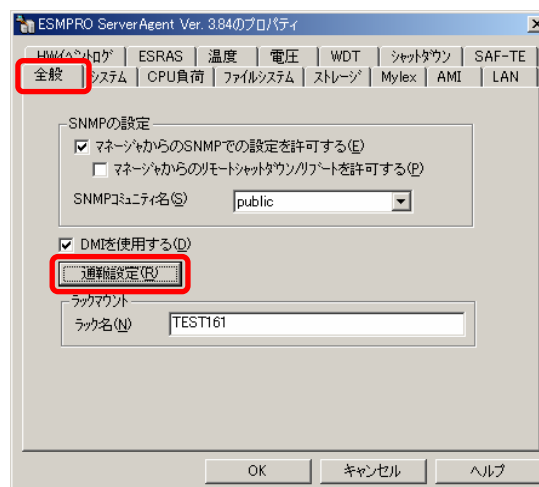 ESMPRO ServerAgent Ver. 3.84のプロパティ
HWｲﾍﾞﾝﾄﾛｸﾞ ESRAS 温度 電圧 WDT ｼｬｯﾄﾀﾞｳﾝ SAF-TE
全般 ｼｽﾃﾑ CPU負荷 ﾌｧｲﾙｼｽﾃﾑ ｽﾄﾚｰｼﾞ Mylex AMI LAN
SNMPの設定
ﾏﾈｰｼﾞｬからのSNMPでの設定を許可する(E)
ﾏﾈｰｼﾞｬからのﾘﾓｰﾄｼｬｯﾄﾀﾞｳﾝ/ﾘﾌﾞｰﾄを許可する(P)
SNMPｺﾐｭﾆﾃｨ名(S) public
DMIを使用する(D)
通報設定(R)
ﾗｯｸﾏｳﾝﾄ
ﾗｯｸ名(N) TEST161
OK ｷｬﾝｾﾙ ﾍﾙﾌﾟ